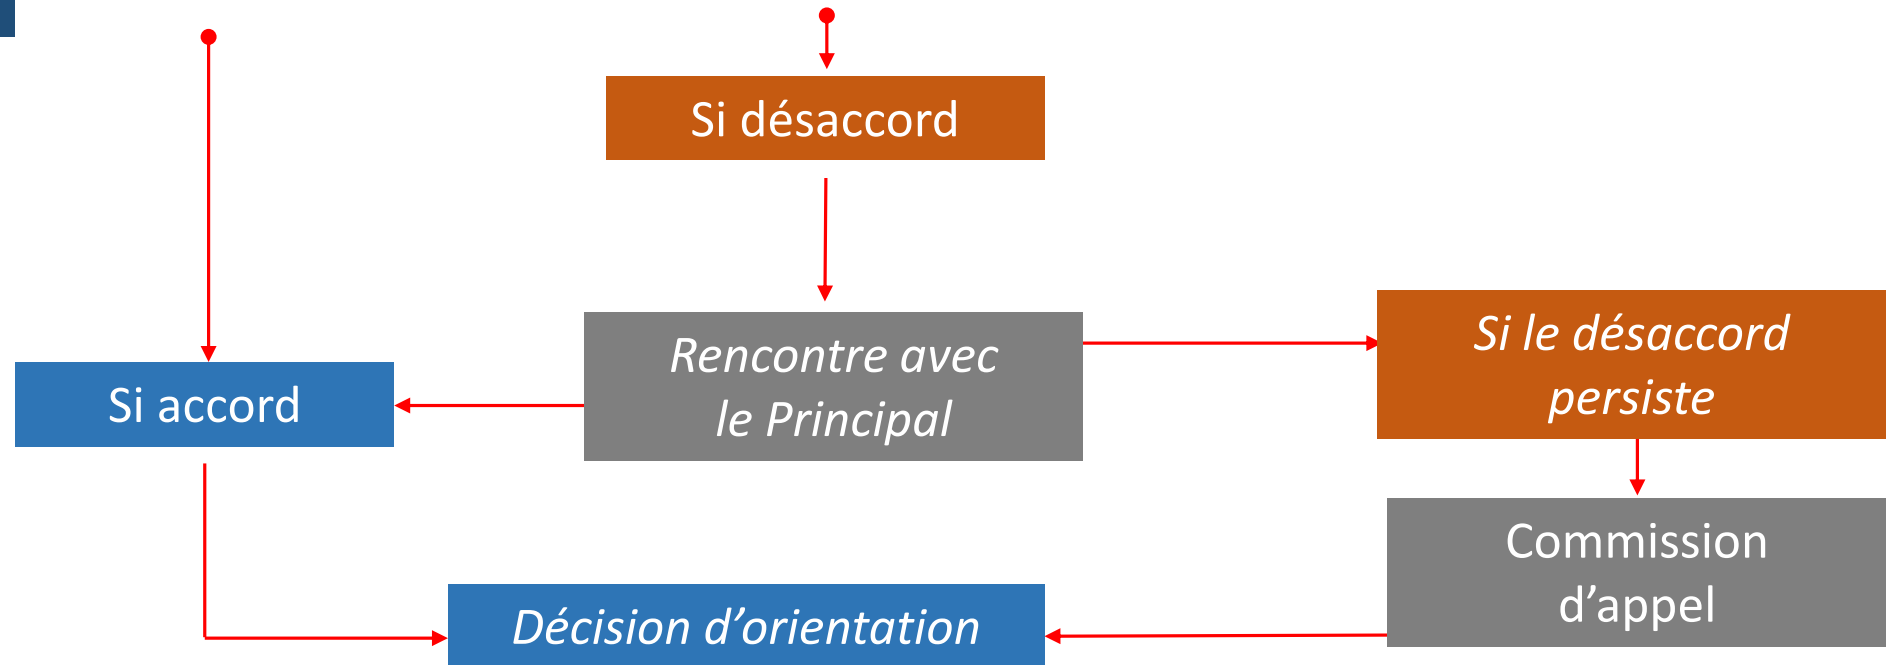 Si désaccord
Rencontre avec
le Principal
Si le désaccord
persiste
Si accord
Commission
d’appel
Décision d’orientation